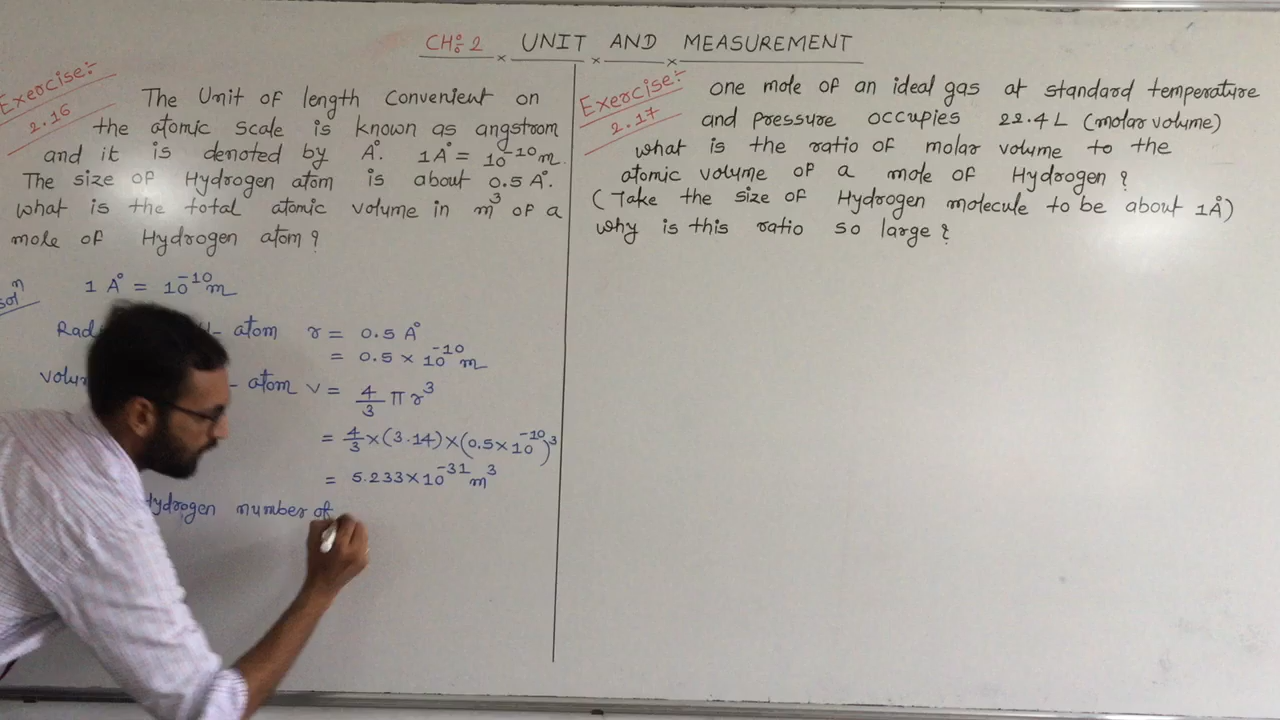 CH:- 2 UNIT AND MEASUREMENT
Exercise:-
2.16
The Unit of length Convenient on
the atomic Scale is known as angstrom
and it is denoted by A°. 1A° = 10^-10 m.
The size of Hydrogen atom is about 0.5 A°.
what is the total atomic volume in m^3 of a
mole of Hydrogen atom ?
sol^n 1 A° = 10^-10 m
atom r = 0.5 A°
= 0.5 × 10^-10 m
- atom V = 4/3 π r^3
= 4/3 × (3.14) × (0.5 × 10^-10)^3
= 5.233 × 10^-31 m^3
Hydrogen number of
Exercise:-
2.17
one mole of an ideal gas at standard temperature
and pressure occupies 22.4 L (molar volume)
what is the ratio of molar volume to the
atomic volume of a mole of Hydrogen ?
(Take the size of Hydrogen molecule to be about 1Å)
why is this ratio so large ?